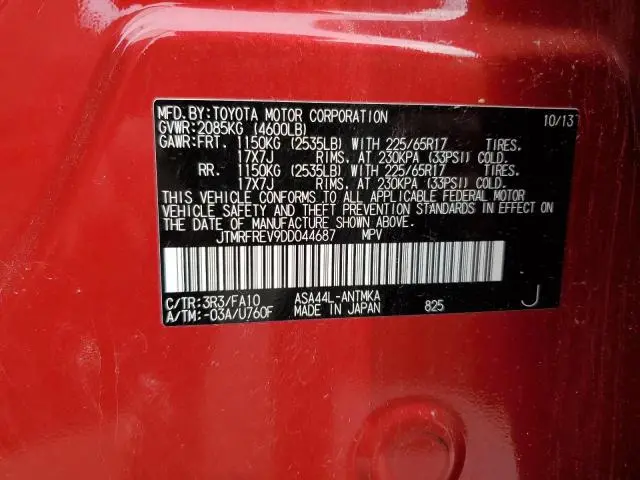 MFD. BY: TOYOTA MOTOR CORPORATION 10/13
GVWR: 2085KG (4600LB)
GAWR: FRT. 1150KG (2535LB) WITH 225/65R17 TIRES.
17X7J RIMS. AT 230KPA (33PSI) COLD.
RR. 1150KG (2535LB) WITH 225/65R17 TIRES.
17X7J RIMS. AT 230KPA (33PSI) COLD.
THIS VEHICLE CONFORMS TO ALL APPLICABLE FEDERAL MOTOR
VEHICLE SAFETY AND THEFT PREVENTION STANDARDS IN EFFECT ON
THE DATE OF MANUFACTURE SHOWN ABOVE.
JTMRFREV9DD044687 MPV
C/TR: 3R3/FA10 ASA44L-ANTMKA
A/TM: -03A/U760F MADE IN JAPAN 825 J